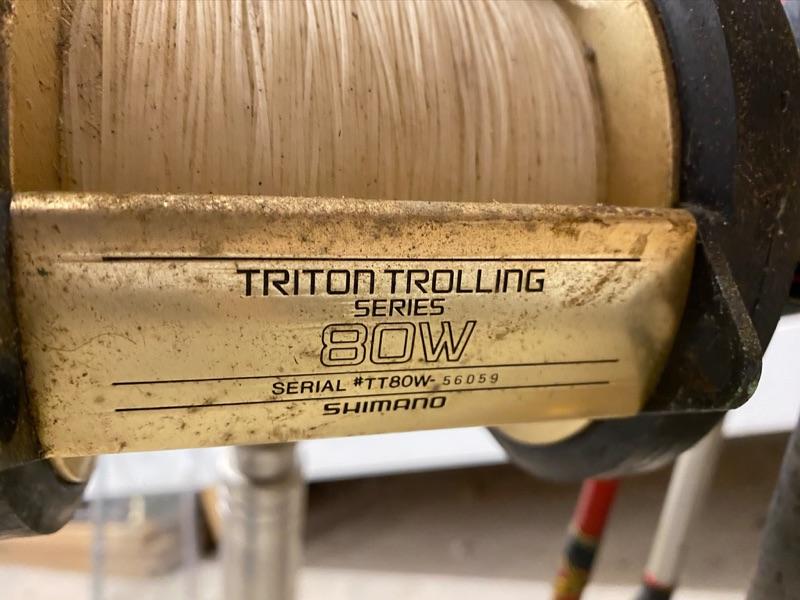 TRITON TROLLING
SERIES
80W
SERIAL #TT80W-56059
SHIMANO